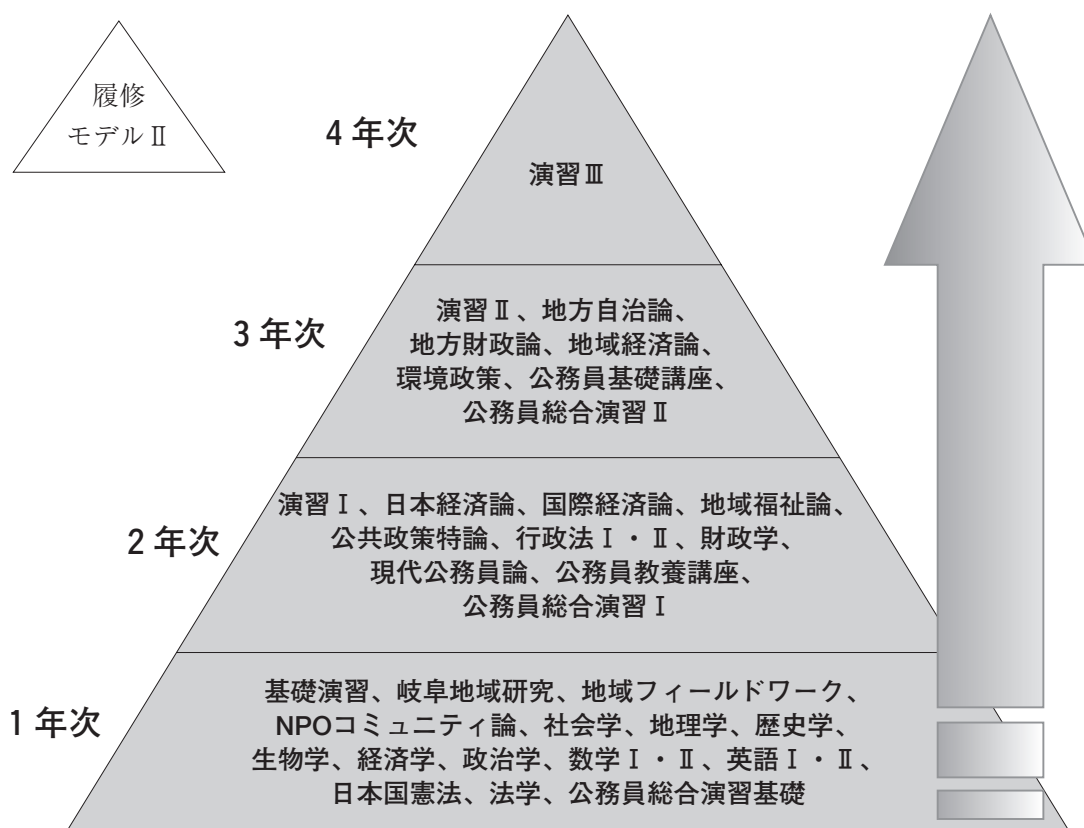 履修
モデルⅡ
4年次
演習Ⅲ
3年次
演習Ⅱ、地方自治論、
地方財政論、地域経済論、
環境政策、公務員基礎講座、
公務員総合演習Ⅱ
2年次
演習Ⅰ、日本経済論、国際経済論、地域福祉論、
公共政策特論、行政法Ⅰ・Ⅱ、財政学、
現代公務員論、公務員教養講座、
公務員総合演習Ⅰ
1年次
基礎演習、岐阜地域研究、地域フィールドワーク、
NPOコミュニティ論、社会学、地理学、歴史学、
生物学、経済学、政治学、数学Ⅰ・Ⅱ、英語Ⅰ・Ⅱ、
日本国憲法、法学、公務員総合演習基礎